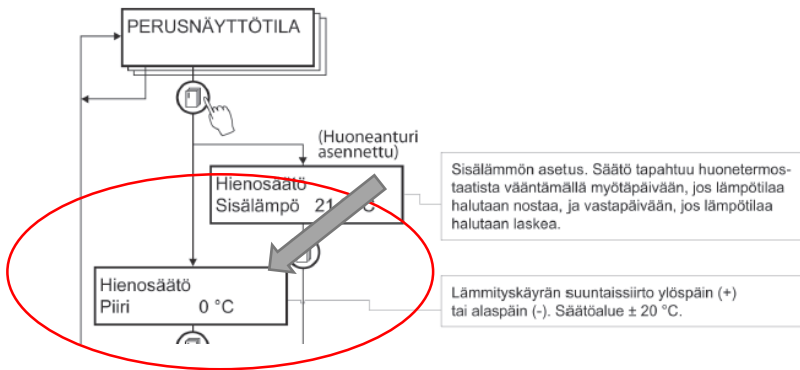 PERUSNÄYTTÖTILA
(Huoneanturi
asennettu)
Hienosäätö
Sisälämpö 21 °C
Sisälämmön asetus. Säätö tapahtuu huonetermos-
taatista vääntämällä myötäpäivään, jos lämpötilaa
halutaan nostaa, ja vastapäivään, jos lämpötilaa
halutaan laskea.
Hienosäätö
Piiri 0 °C
Lämmityskäyrän suuntaissiirto ylöspäin (+)
tai alaspäin (-). Säätöalue ± 20 °C.